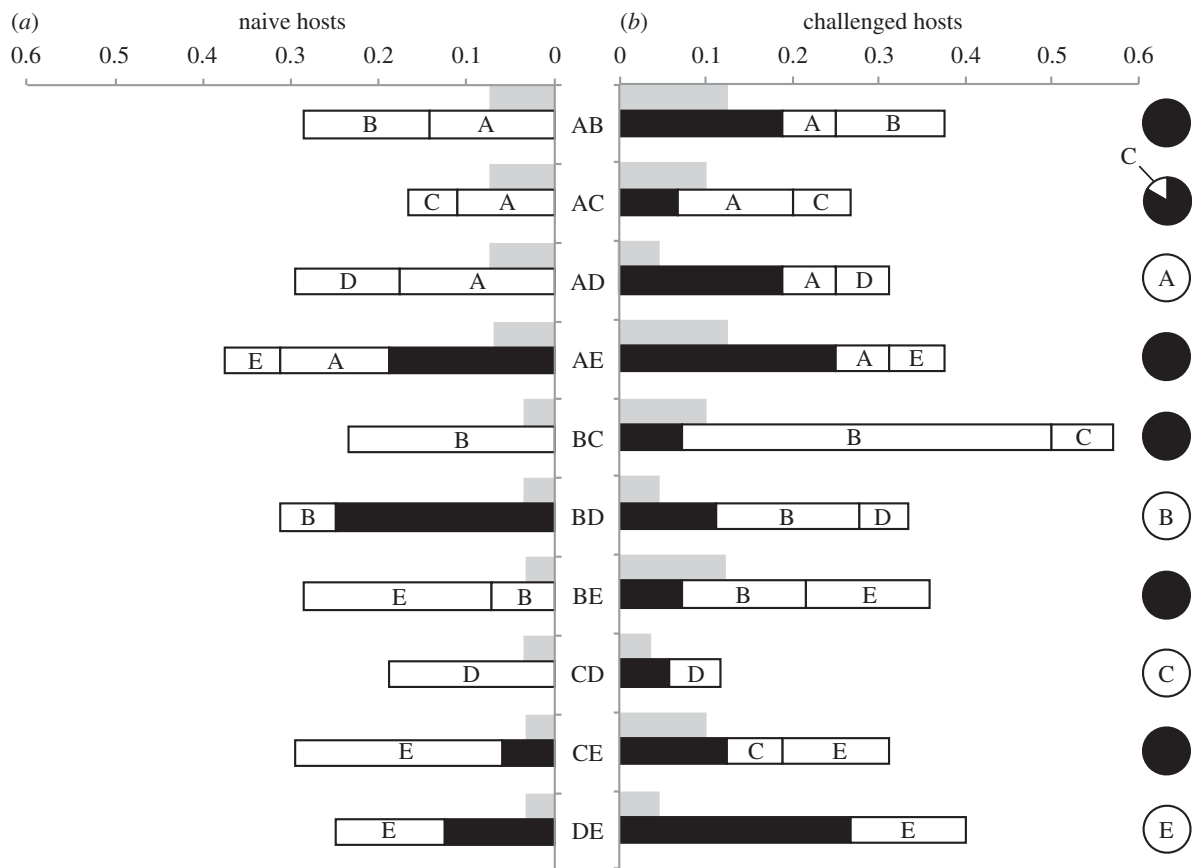 (a) naive hosts (b) challenged hosts
0.6 0.5 0.4 0.3 0.2 0.1 0 0 0.1 0.2 0.3 0.4 0.5 0.6
B A AB A B
C
C A AC A C
D A AD A D A
E A AE A E
B BC B C
B BD B D B
E B BE B E
D CD D C
E CE C E
E DE E E